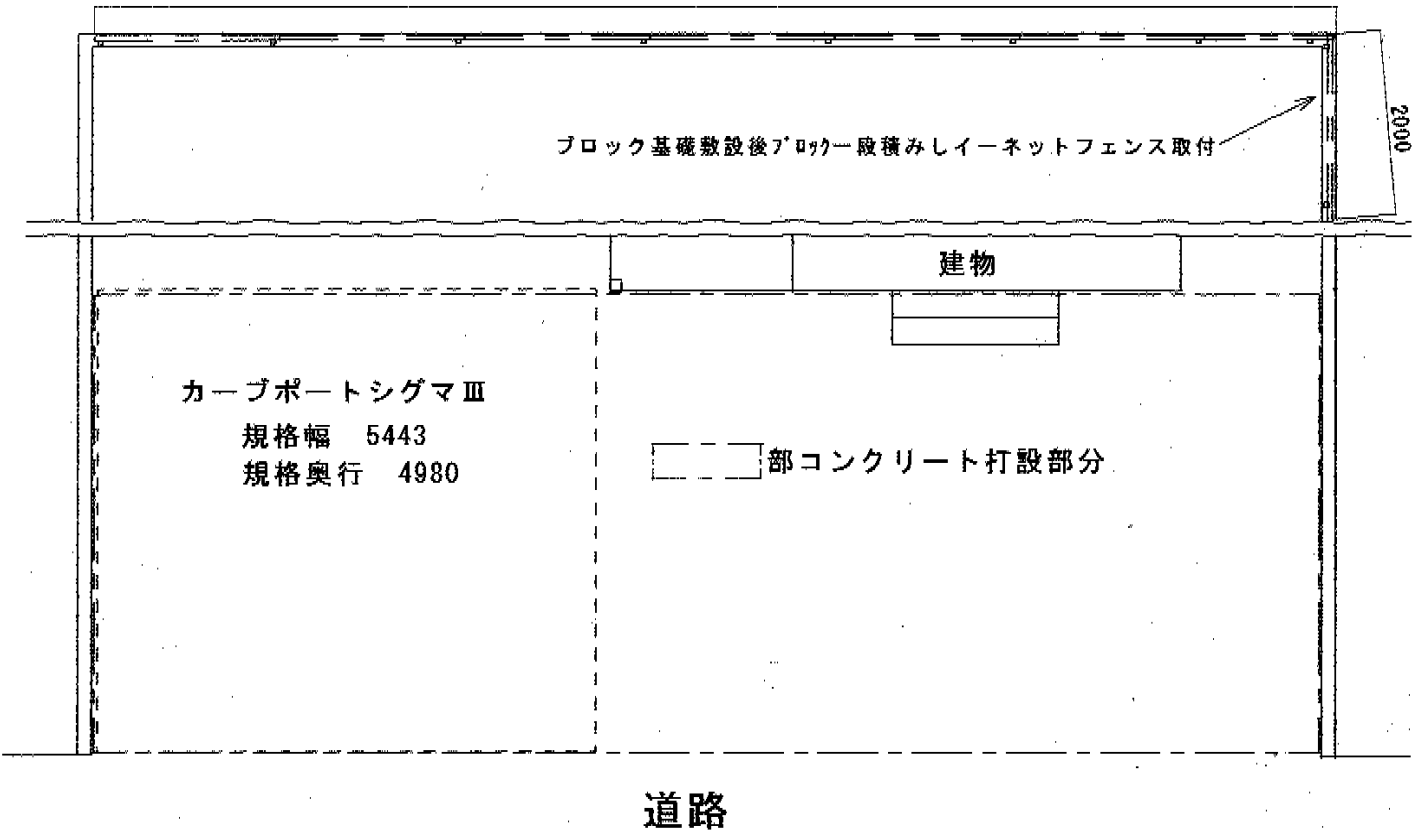 2000
ブロック基礎敷設後ブロック一段積みしイーネットフェンス取付
建物
カーブポートシグマⅢ
規格幅 5443
規格奥行 4980
部コンクリート打設部分
道路